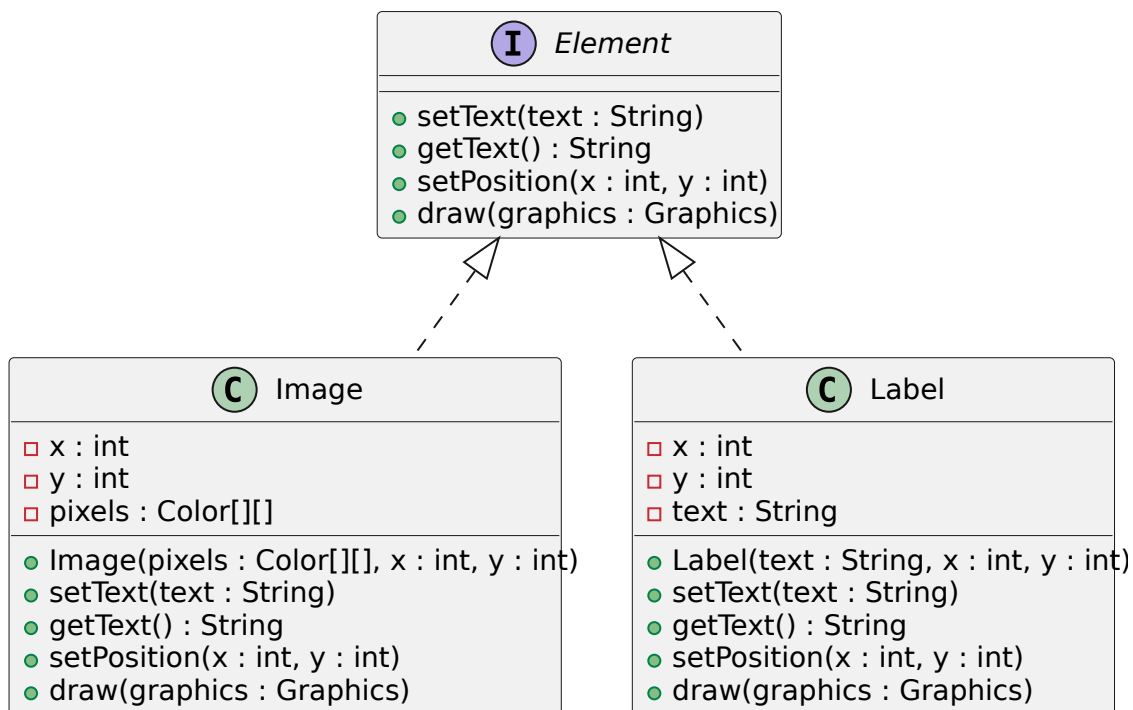 I Element
setText(text : String)
getText() : String
setPosition(x : int, y : int)
draw(graphics : Graphics)
C Image
x : int
y : int
pixels : Color[][]
Image(pixels : Color[][], x : int, y : int)
setText(text : String)
getText() : String
setPosition(x : int, y : int)
draw(graphics : Graphics)
C Label
x : int
y : int
text : String
Label(text : String, x : int, y : int)
setText(text : String)
getText() : String
setPosition(x : int, y : int)
draw(graphics : Graphics)